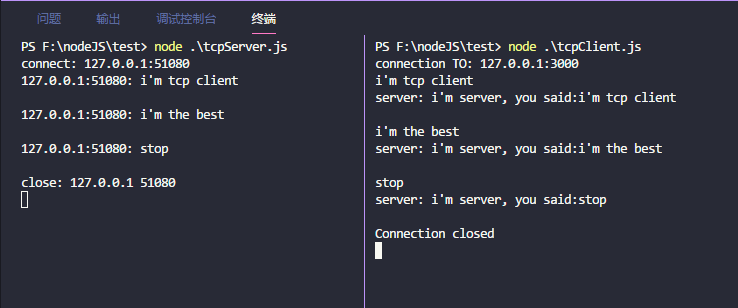 问题 输出 调试控制台 终端
PS F:\nodeJS\test> node .\tcpServer.js
connect: 127.0.0.1:51080
127.0.0.1:51080: i'm tcp client
127.0.0.1:51080: i'm the best
127.0.0.1:51080: stop
close: 127.0.0.1 51080
PS F:\nodeJS\test> node .\tcpClient.js
connection TO: 127.0.0.1:3000
i'm tcp client
server: i'm server, you said:i'm tcp client
i'm the best
server: i'm server, you said:i'm the best
stop
server: i'm server, you said:stop
Connection closed